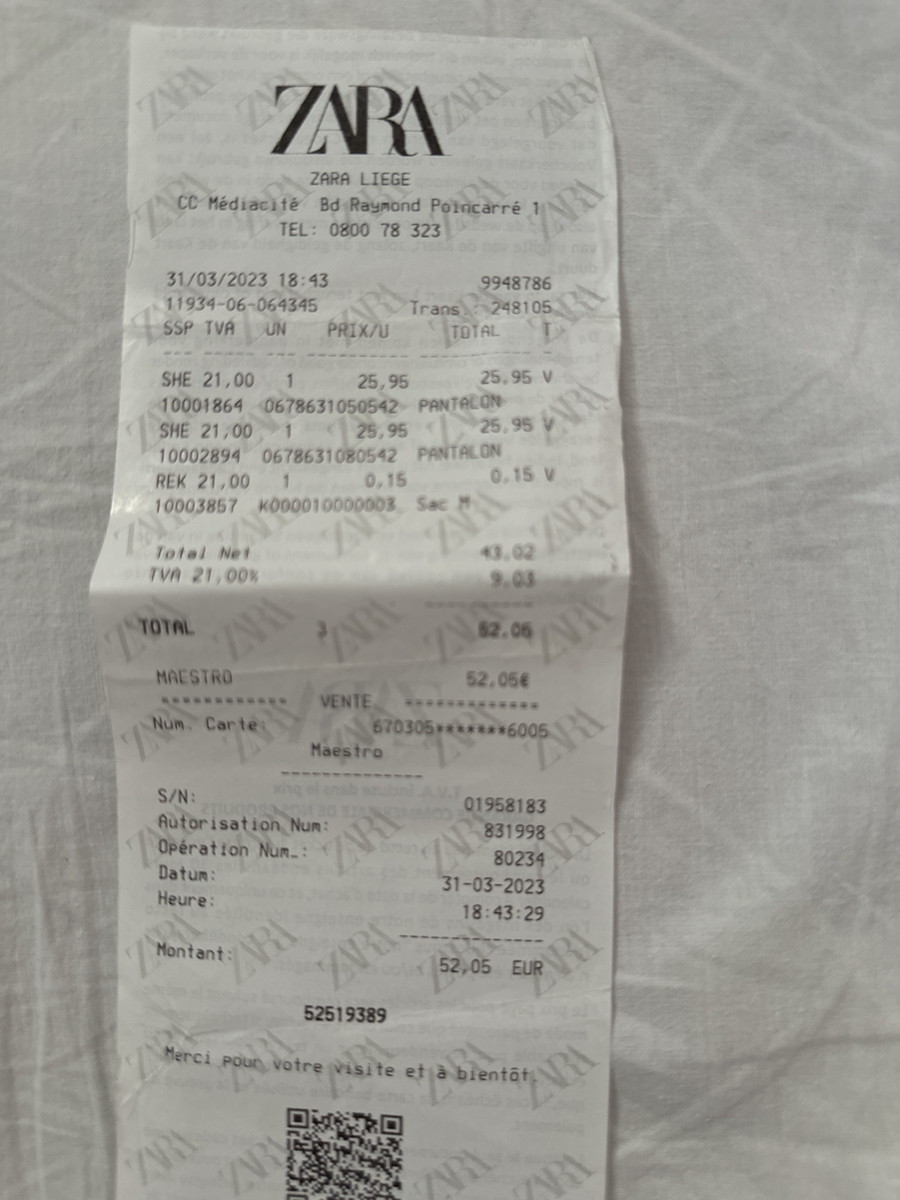 ZARA
ZARA LIEGE
CC Médiacité Bd Raymond Poincarré 1
TEL: 0800 78 323
31/03/2023 18:43 9948786
11934-06-064345 Trans.: 248105
SSP TVA UN PRIX/U TOTAL T
--- ----- --- ---------- ----------- -
SHE 21,00 1 25,95 25,95 V
10001864 0678631050542 PANTALON
SHE 21,00 1 25,95 25,95 V
10002894 0678631080542 PANTALON
REK 21,00 1 0,15 0,15 V
10003857 K000010000003 Sac M
Total Net 43.02
TVA 21,00% 9.03
-----------
TOTAL 3 52.05
MAESTRO 52,05€
------------ VENTE -------------
Num. Carte: 670305*******6005
Maestro
--------------
S/N: 01958183
Autorisation Num: 831998
Opération Num.: 80234
Datum: 31-03-2023
Heure: 18:43:29
--------------
Montant: 52,05 EUR
52519389
Merci pour votre visite et à bientôt.